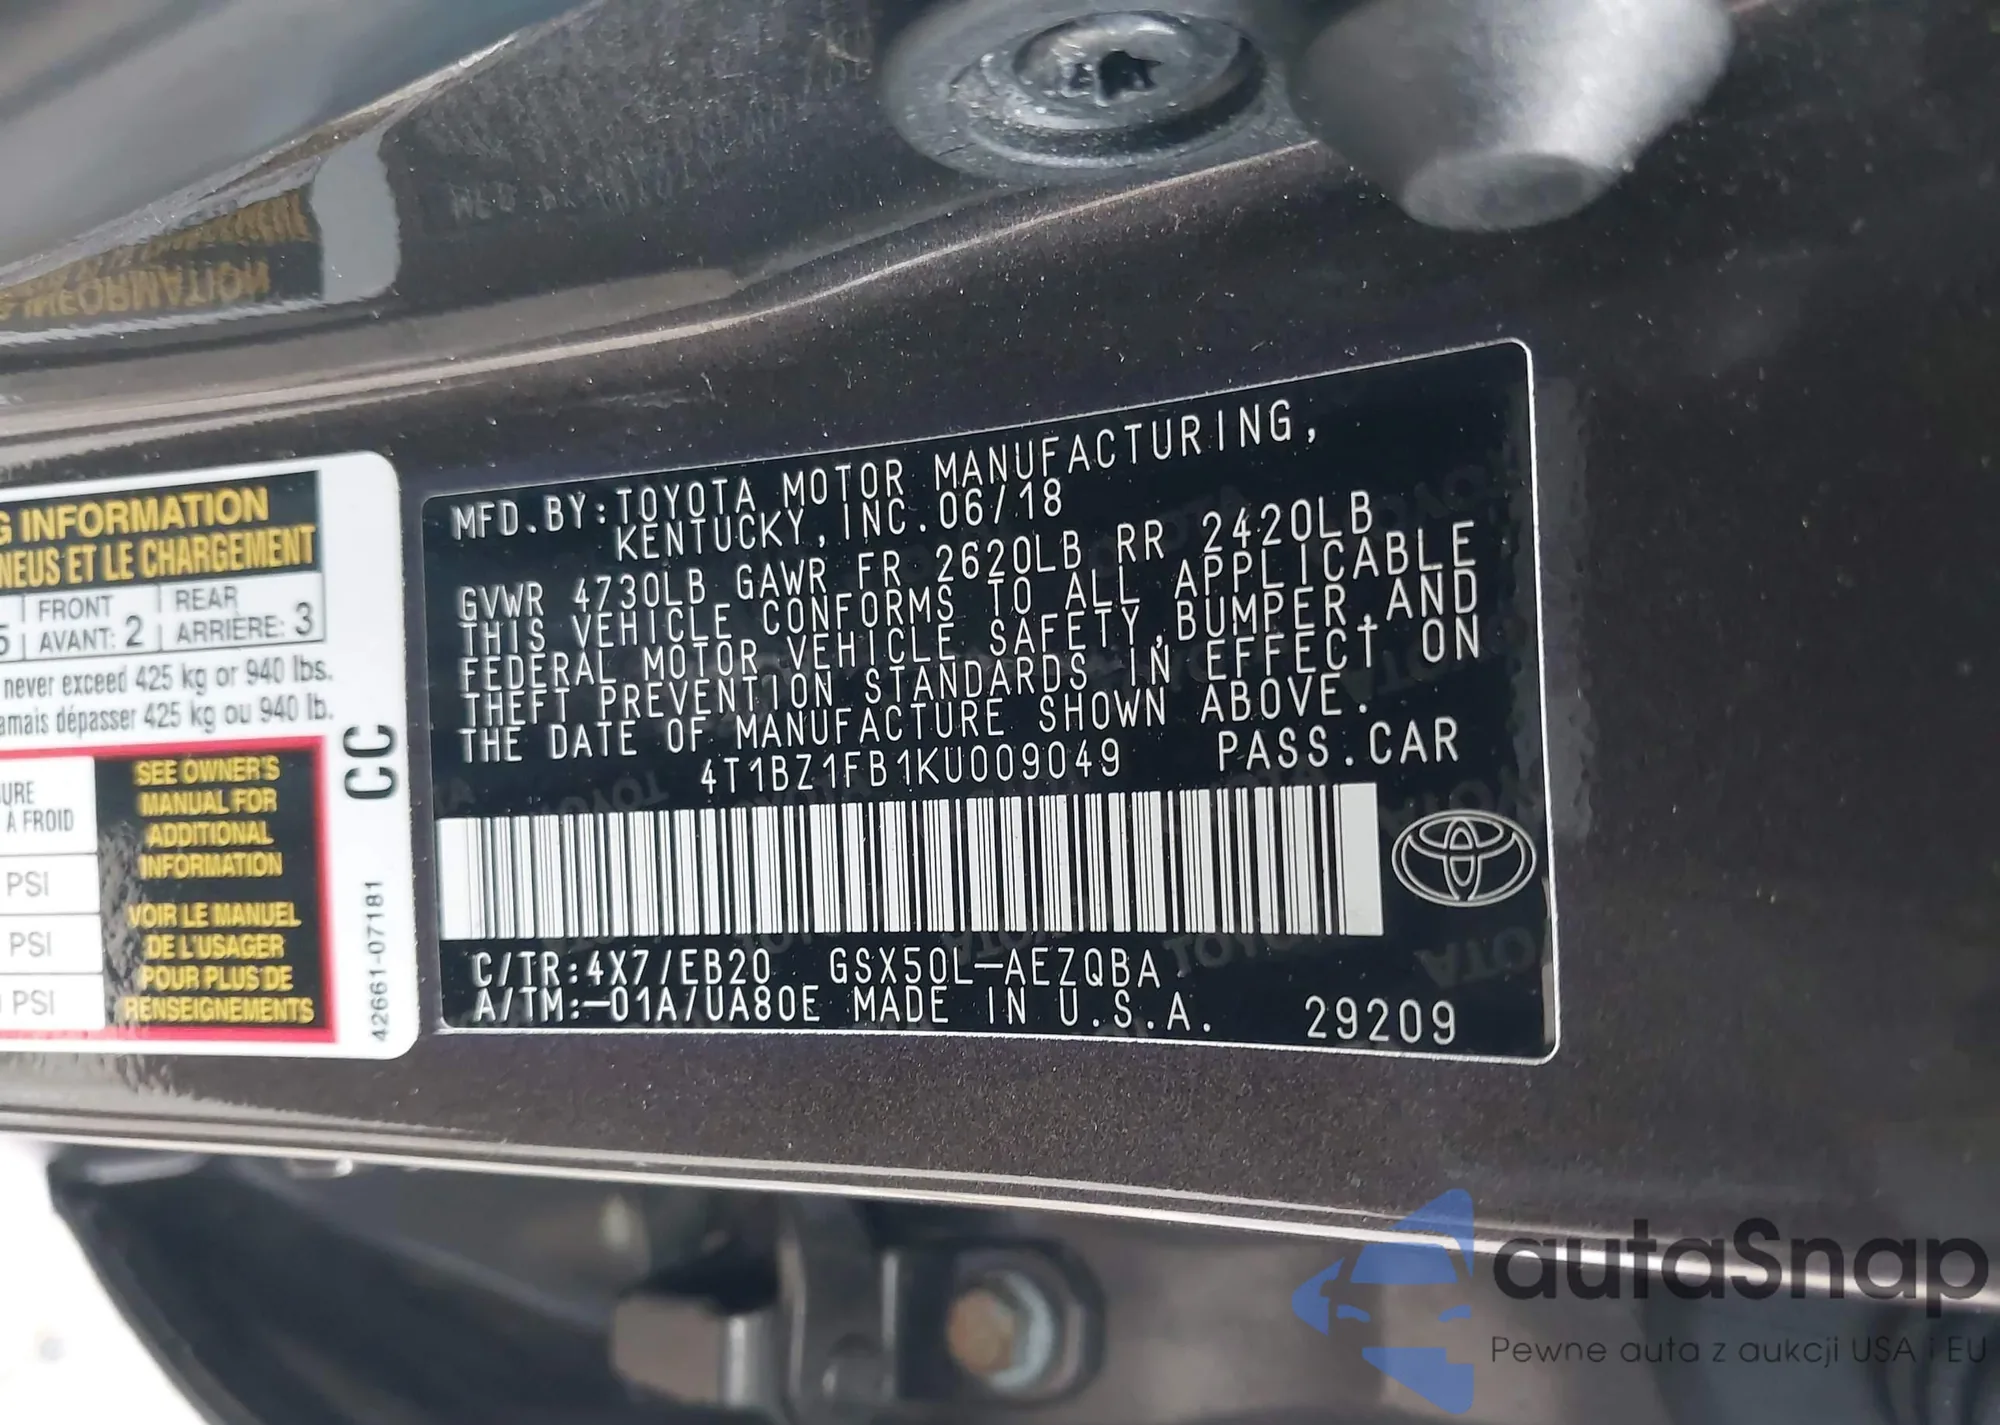 G INFORMATION
NEUS ET LE CHARGEMENT
5 FRONT REAR
AVANT: 2 ARRIÈRE: 3
never exceed 425 kg or 940 lbs.
amais dépasser 425 kg ou 940 lb.
URE
À FROID
PSI
PSI
PSI
SEE OWNER'S
MANUAL FOR
ADDITIONAL
INFORMATION
VOIR LE MANUEL
DE L'USAGER
POUR PLUS DE
RENSEIGNEMENTS
CC
42661-07181
MFD.BY:TOYOTA MOTOR MANUFACTURING,
KENTUCKY,INC.06/18
GVWR 4730LB GAWR FR 2620LB RR 2420LB
THIS VEHICLE CONFORMS TO ALL APPLICABLE
FEDERAL MOTOR VEHICLE SAFETY,BUMPER,AND
THEFT PREVENTION STANDARDS IN EFFECT ON
THE DATE OF MANUFACTURE SHOWN ABOVE.
4T1BZ1FB1KU009049 PASS.CAR
C/TR:4X7/EB20 GSX50L-AEZQBA
A/TM:-01A/UA80E MADE IN U.S.A. 29209
autaSnap
Pewne auta z aukcji USA i EU